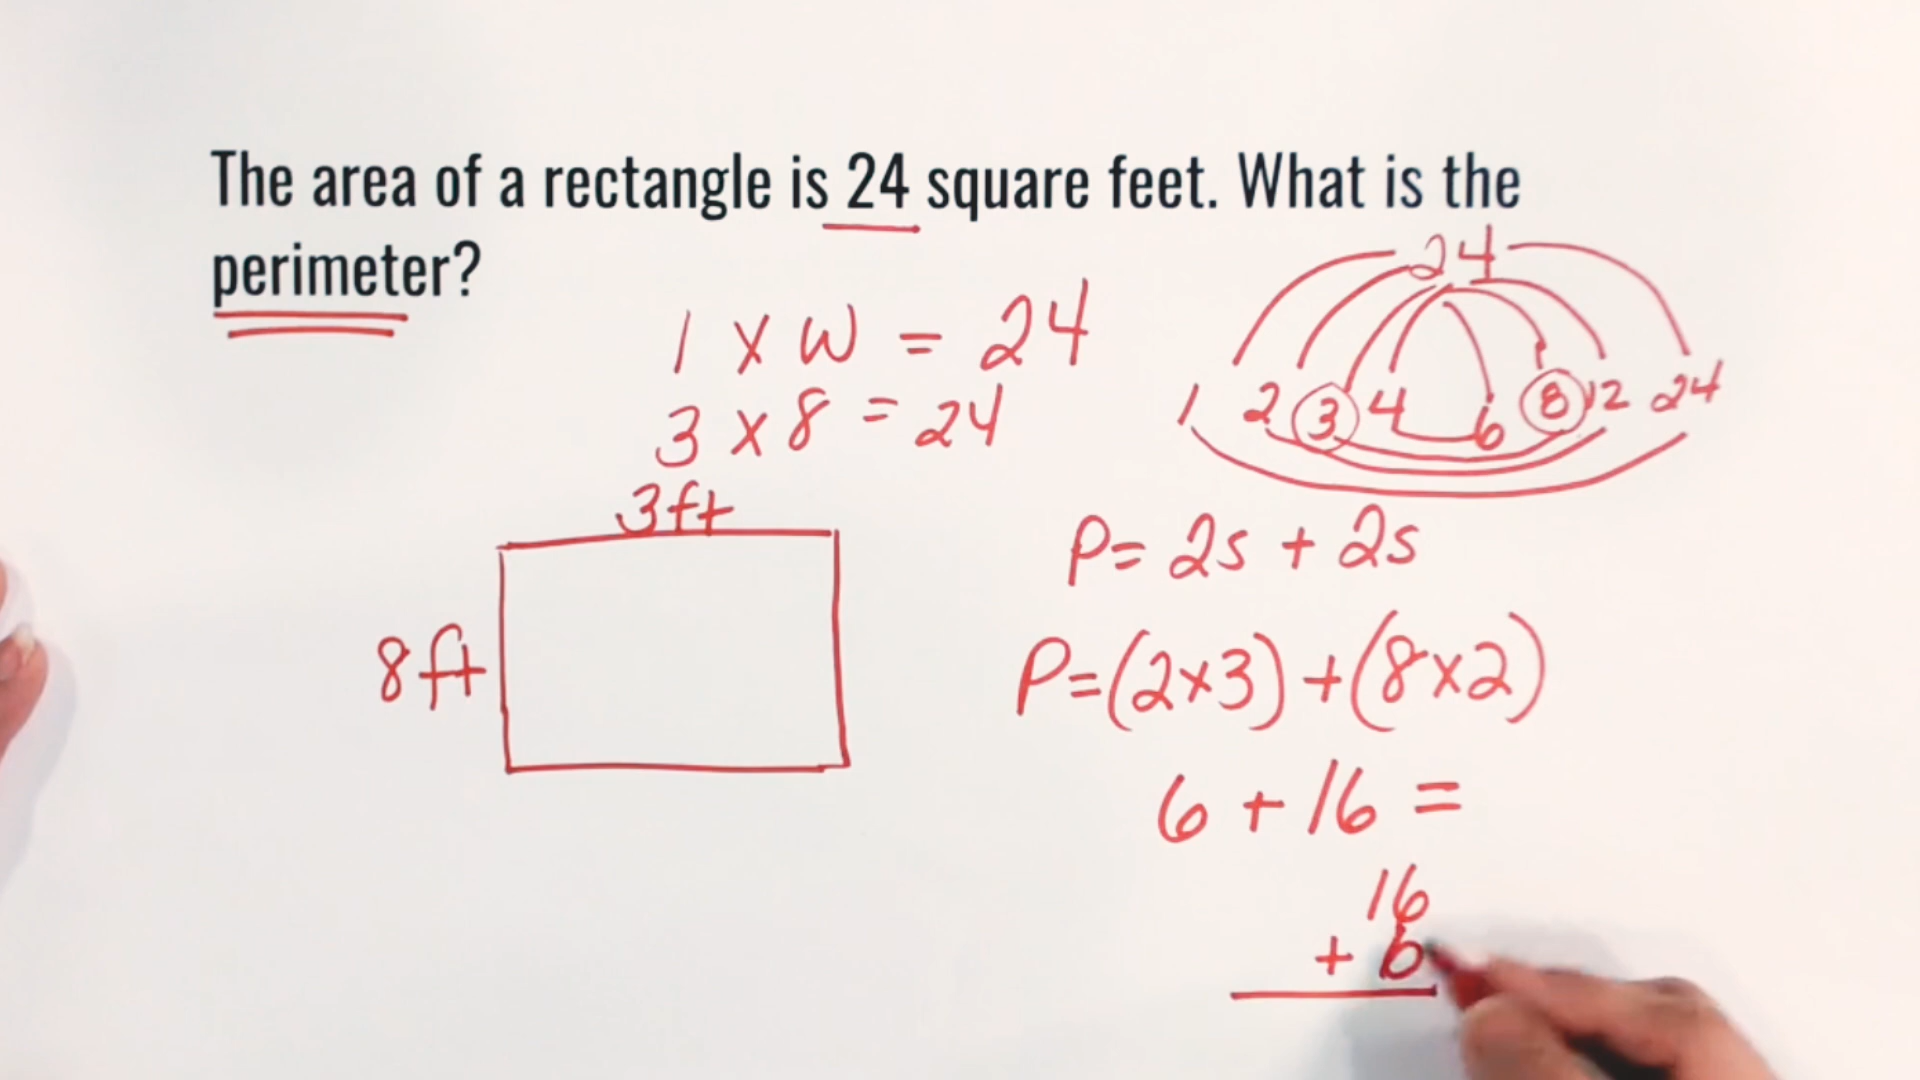 The area of a rectangle is 24 square feet. What is the
perimeter?
24
1 x w = 24
3 x 8 = 24
1 2 3 4 6 8 12 24
3ft
8ft
P= 2s + 2s
P=(2x3)+(8x2)
6 + 16 =
16
+ 6